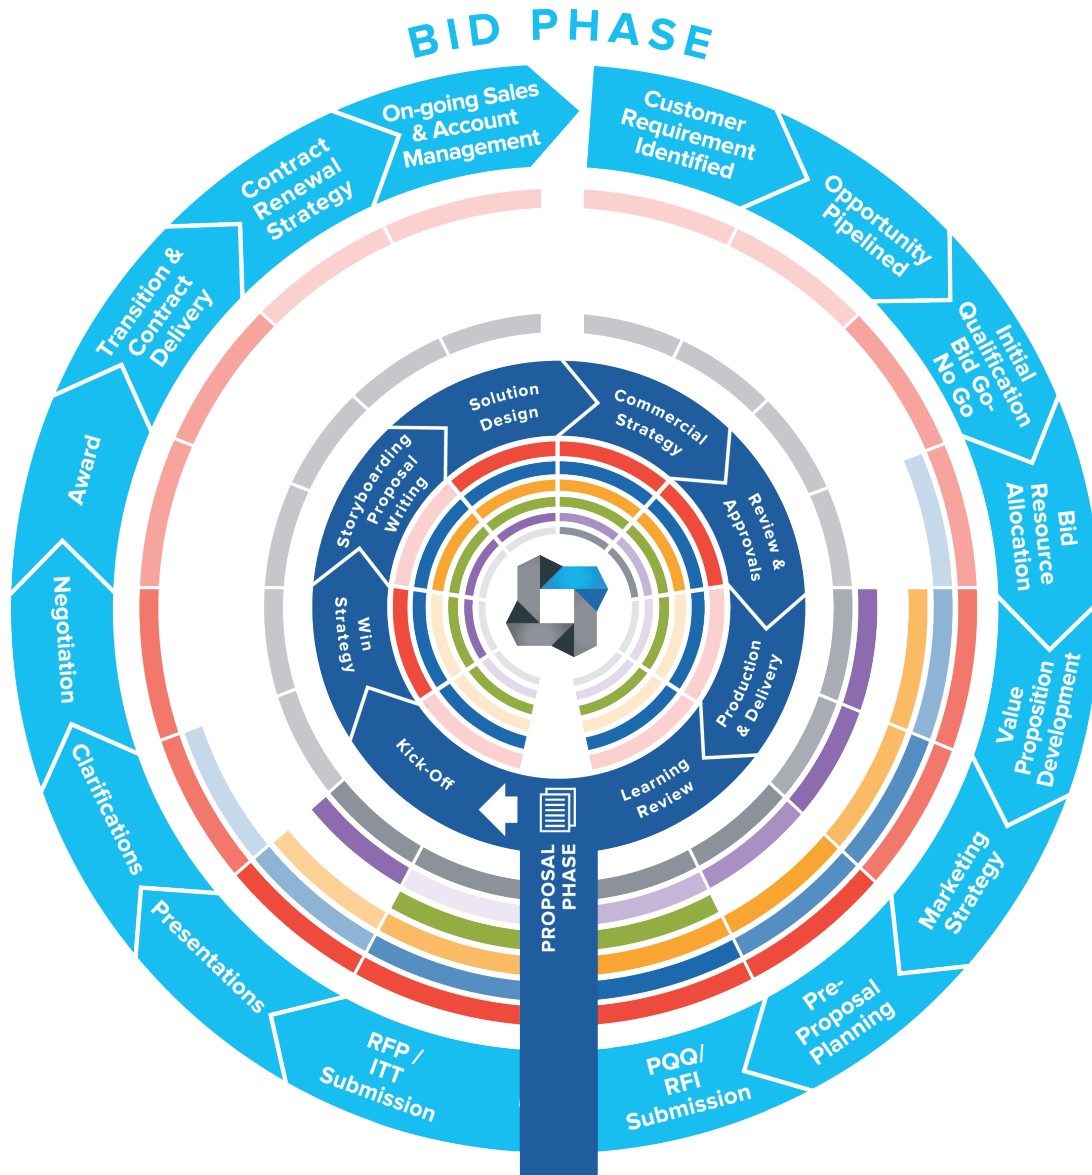 BID PHASE
Customer
Requirement
Identified
Opportunity
Pipelined
Initial
Qualification
Bid Go-
No Go
Bid
Resource
Allocation
Value
Proposition
Development
Marketing
Strategy
Pre-
Proposal
Planning
PQQ/
RFI
Submission
RFP /
ITT
Submission
Presentations
Clarifications
Negotiation
Award
Transition &
Contract
Delivery
Contract
Renewal
Strategy
On-going Sales
& Account
Management
PROPOSAL
PHASE
Kick-Off
Win
Strategy
Storyboarding
Proposal
Writing
Solution
Design
Commercial
Strategy
Review &
Approvals
Production
& Delivery
Learning
Review